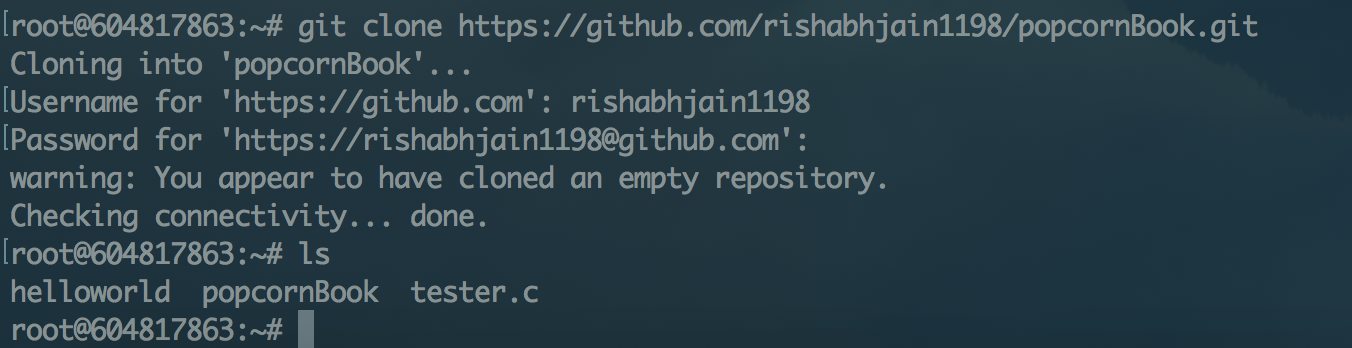 [root@604817863:~# git clone https://github.com/rishabhjain1198/popcornBook.git
Cloning into 'popcornBook'...
[Username for 'https://github.com': rishabhjain1198
[Password for 'https://rishabhjain1198@github.com':
warning: You appear to have cloned an empty repository.
Checking connectivity... done.
[root@604817863:~# ls
helloworld  popcornBook  tester.c
root@604817863:~#